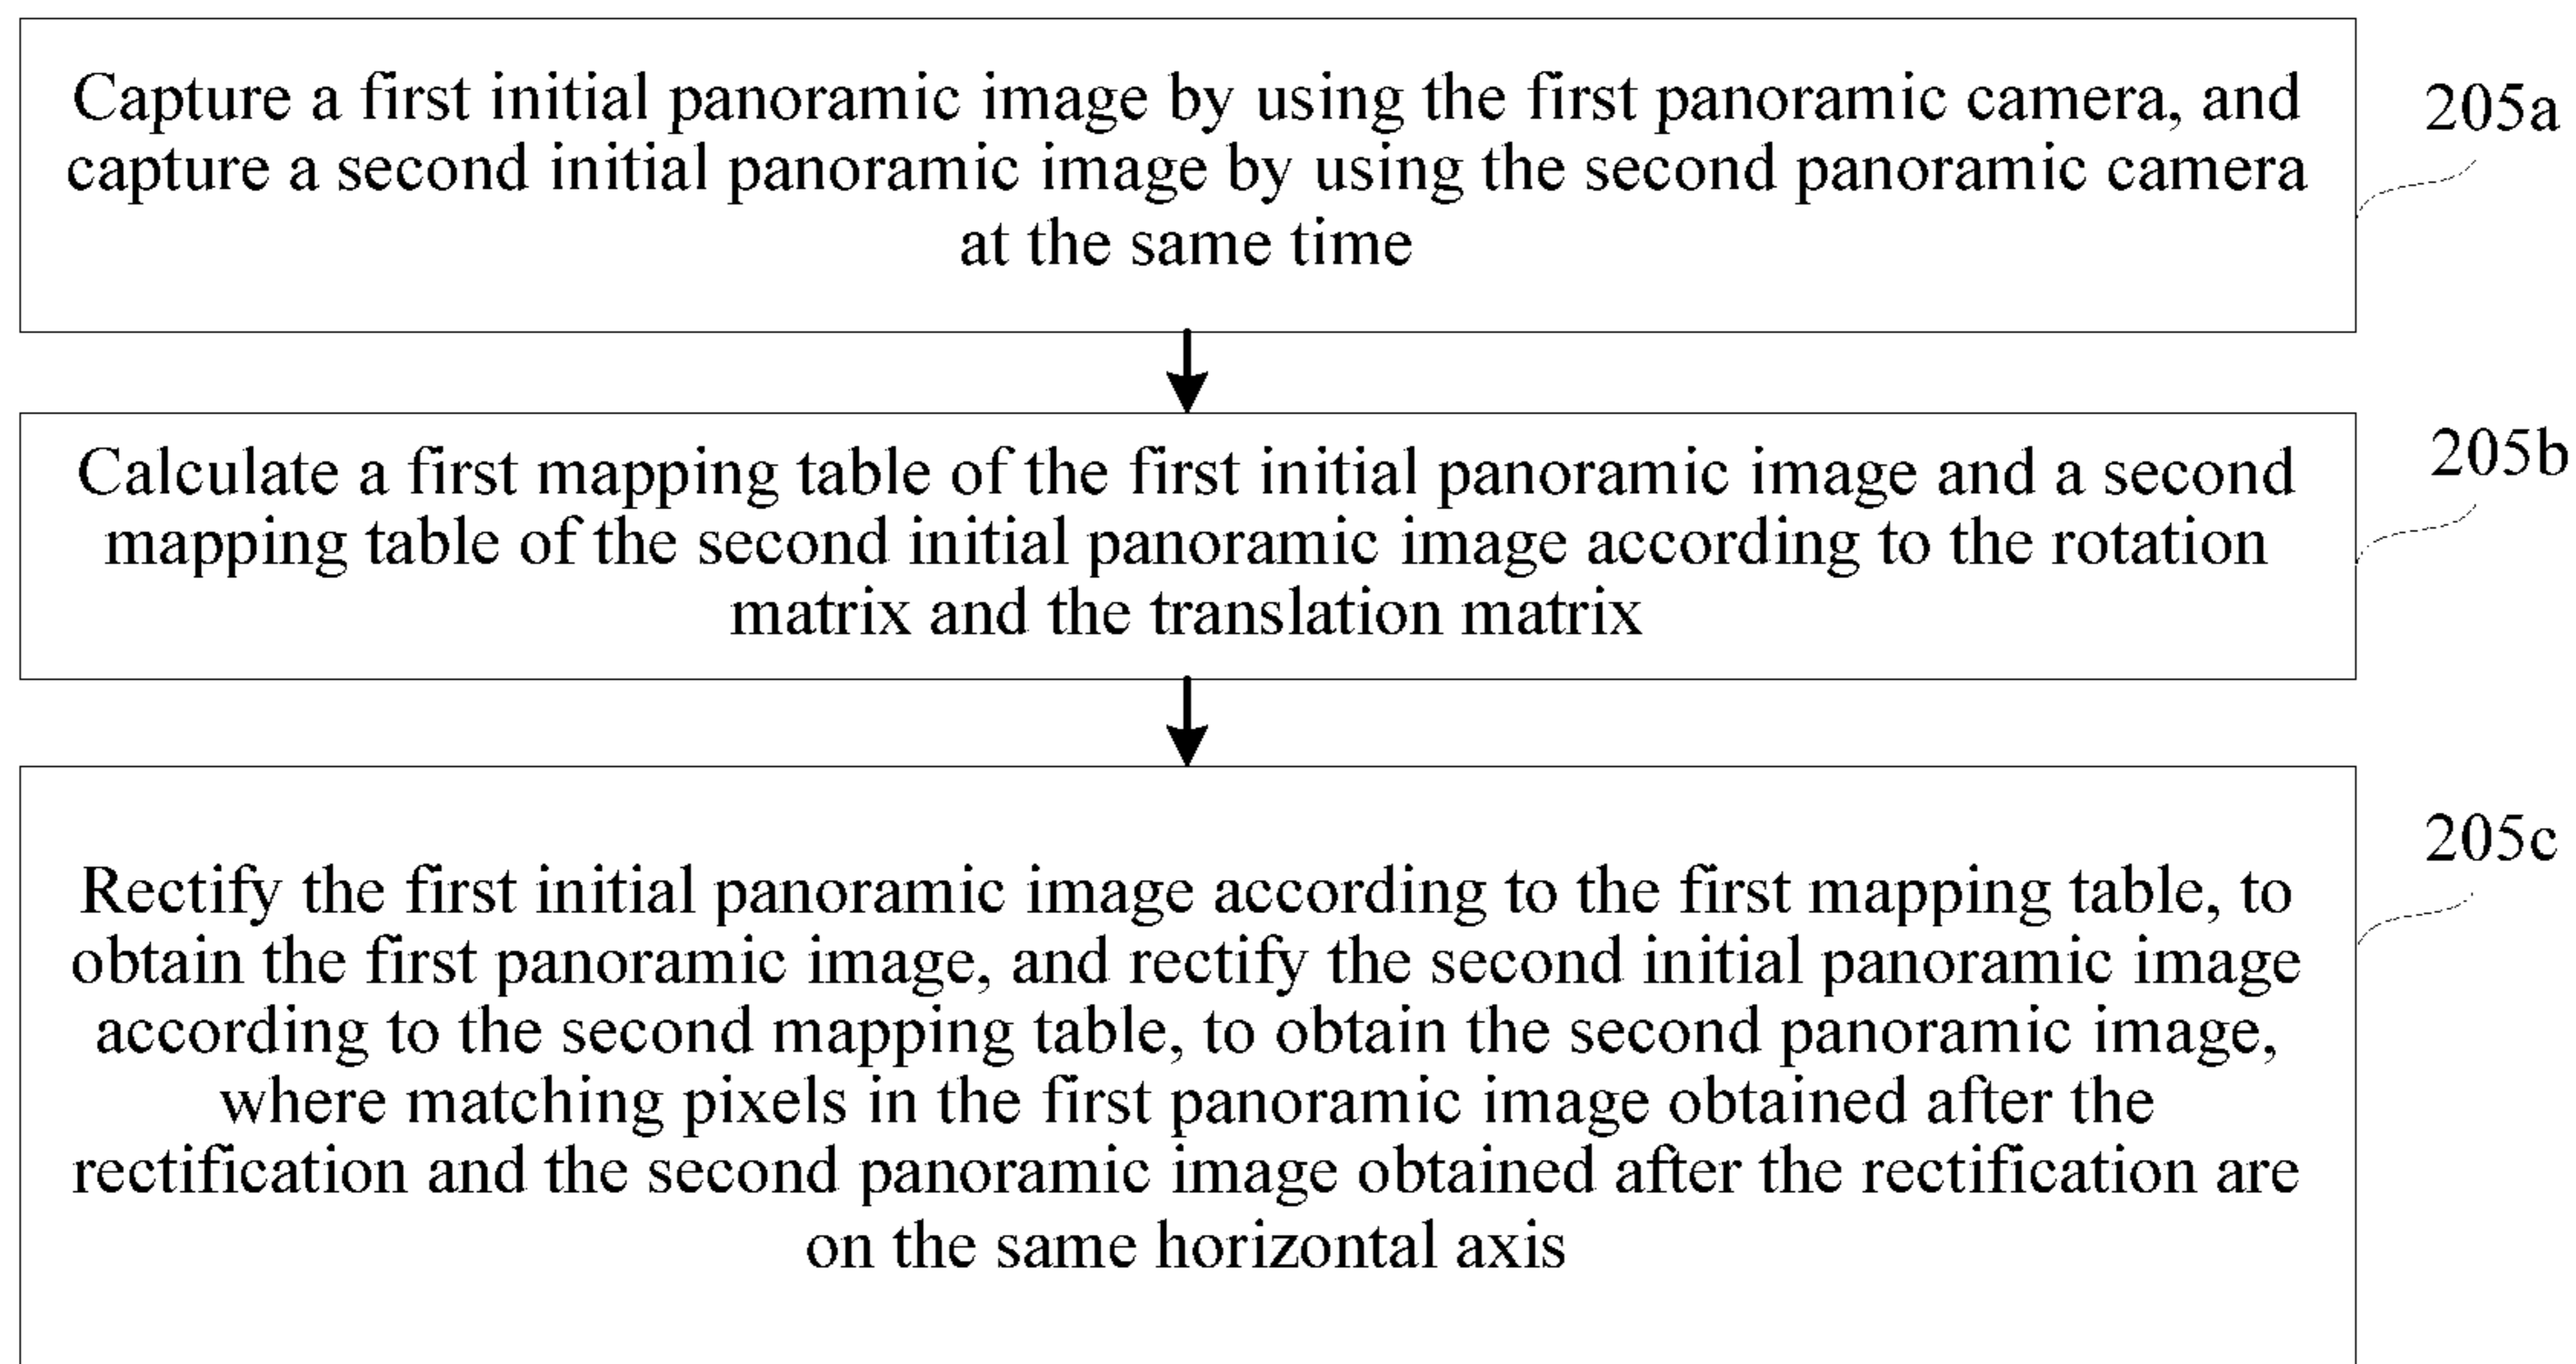 Capture a first initial panoramic image by using the first panoramic camera, and
capture a second initial panoramic image by using the second panoramic camera
at the same time
205a
Calculate a first mapping table of the first initial panoramic image and a second
mapping table of the second initial panoramic image according to the rotation
matrix and the translation matrix
205b
Rectify the first initial panoramic image according to the first mapping table, to
obtain the first panoramic image, and rectify the second initial panoramic image
according to the second mapping table, to obtain the second panoramic image,
where matching pixels in the first panoramic image obtained after the
rectification and the second panoramic image obtained after the rectification are
on the same horizontal axis
205c